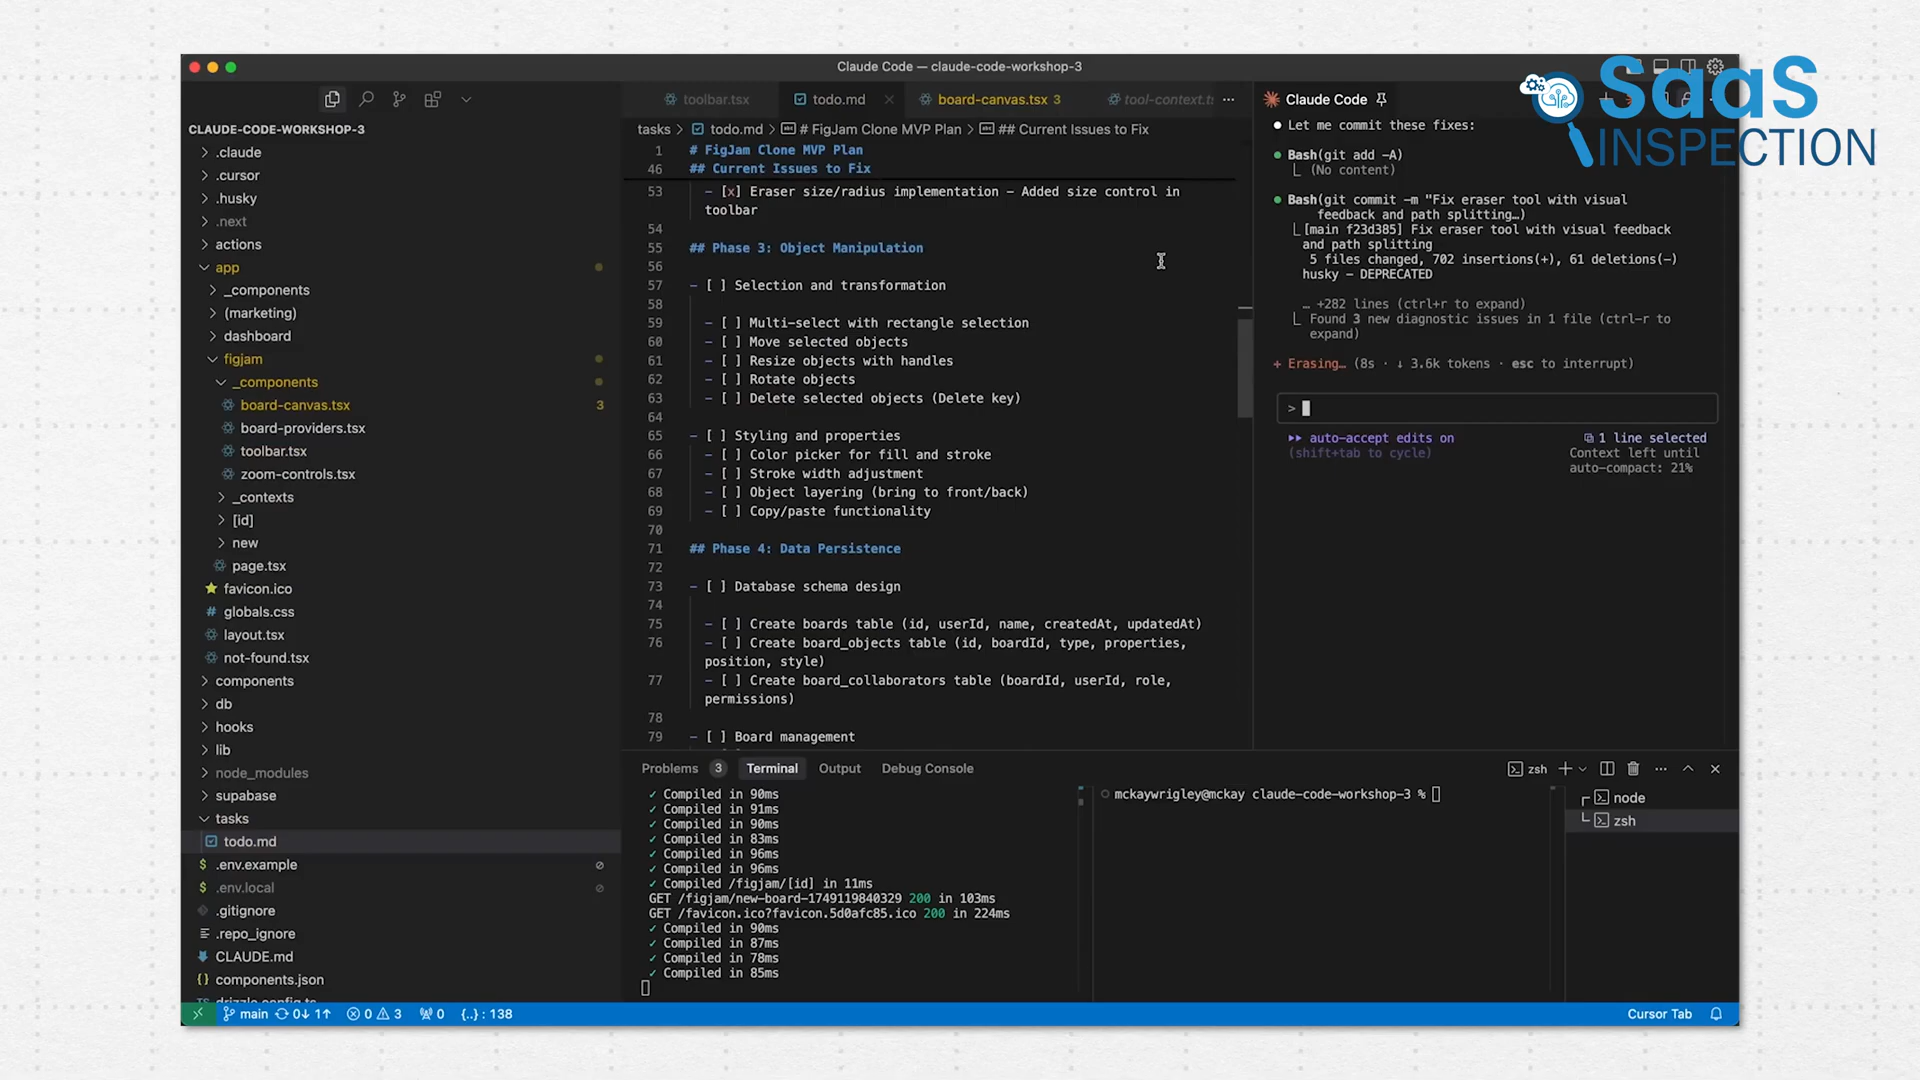 Claude Code — claude-code-workshop-3
SaaS
INSPECTION
CLAUDE-CODE-WORKSHOP-3
.claude
.cursor
.husky
.next
actions
app
_components
(marketing)
dashboard
figjam
_components
board-canvas.tsx 3
board-providers.tsx
toolbar.tsx
zoom-controls.tsx
_contexts
[id]
new
page.tsx
favicon.ico
globals.css
layout.tsx
not-found.tsx
components
db
hooks
lib
node_modules
supabase
tasks
todo.md
.env.example
.env.local
.gitignore
.repo_ignore
CLAUDE.md
components.json
toolbar.tsx todo.md board-canvas.tsx 3 tool-context.ts
tasks > todo.md > # FigJam Clone MVP Plan > ## Current Issues to Fix
1 # FigJam Clone MVP Plan
46 ## Current Issues to Fix
53 - [x] Eraser size/radius implementation – Added size control in
toolbar
54
55 ## Phase 3: Object Manipulation
56
57 - [ ] Selection and transformation
58
59 - [ ] Multi-select with rectangle selection
60 - [ ] Move selected objects
61 - [ ] Resize objects with handles
62 - [ ] Rotate objects
63 - [ ] Delete selected objects (Delete key)
64
65 - [ ] Styling and properties
66 - [ ] Color picker for fill and stroke
67 - [ ] Stroke width adjustment
68 - [ ] Object layering (bring to front/back)
69 - [ ] Copy/paste functionality
70
71 ## Phase 4: Data Persistence
72
73 - [ ] Database schema design
74
75 - [ ] Create boards table (id, userId, name, createdAt, updatedAt)
76 - [ ] Create board_objects table (id, boardId, type, properties,
position, style)
77 - [ ] Create board_collaborators table (boardId, userId, role,
permissions)
78
79 - [ ] Board management
Claude Code
Let me commit these fixes:
Bash(git add -A)
(No content)
Bash(git commit -m "Fix eraser tool with visual
feedback and path splitting…)
[main f23d385] Fix eraser tool with visual feedback
and path splitting
5 files changed, 702 insertions(+), 61 deletions(-)
husky – DEPRECATED
… +282 lines (ctrl+r to expand)
Found 3 new diagnostic issues in 1 file (ctrl-r to
expand)
+ Erasing… (8s · ↓ 3.6k tokens · esc to interrupt)
>
auto-accept edits on
(shift+tab to cycle)
1 line selected
Context left until
auto-compact: 21%
Problems 3 Terminal Output Debug Console
zsh
✓ Compiled in 90ms
✓ Compiled in 91ms
✓ Compiled in 90ms
✓ Compiled in 83ms
✓ Compiled in 96ms
✓ Compiled in 96ms
✓ Compiled /figjam/[id] in 11ms
GET /figjam/new-board-1749119840329 200 in 103ms
GET /favicon.ico?favicon.5d0afc85.ico 200 in 224ms
✓ Compiled in 90ms
✓ Compiled in 87ms
✓ Compiled in 78ms
✓ Compiled in 85ms
mckaywrigley@mckay claude-code-workshop-3 %
node
zsh
main 0↓ 1↑ 0 3 0 {..} : 138
Cursor Tab